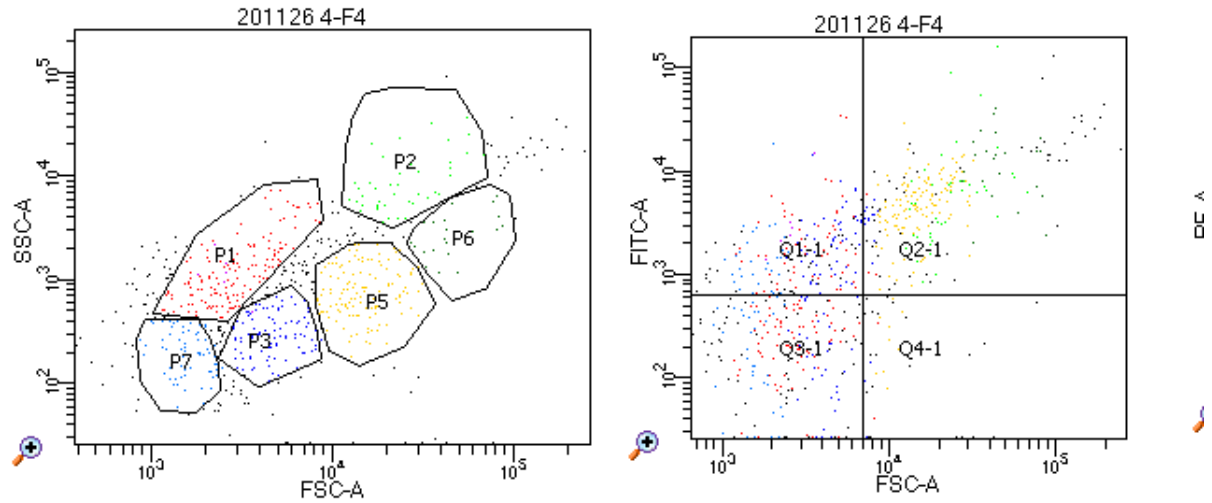 201126 4-F4
10^5
10^4
10^3
10^2
SSC-A
P1
P2
P3
P5
P6
P7
10^3
10^4
10^5
FSC-A
201126 4-F4
10^5
10^4
10^3
10^2
FITC-A
Q1-1
Q2-1
Q3-1
Q4-1
10^3
10^4
10^5
FSC-A